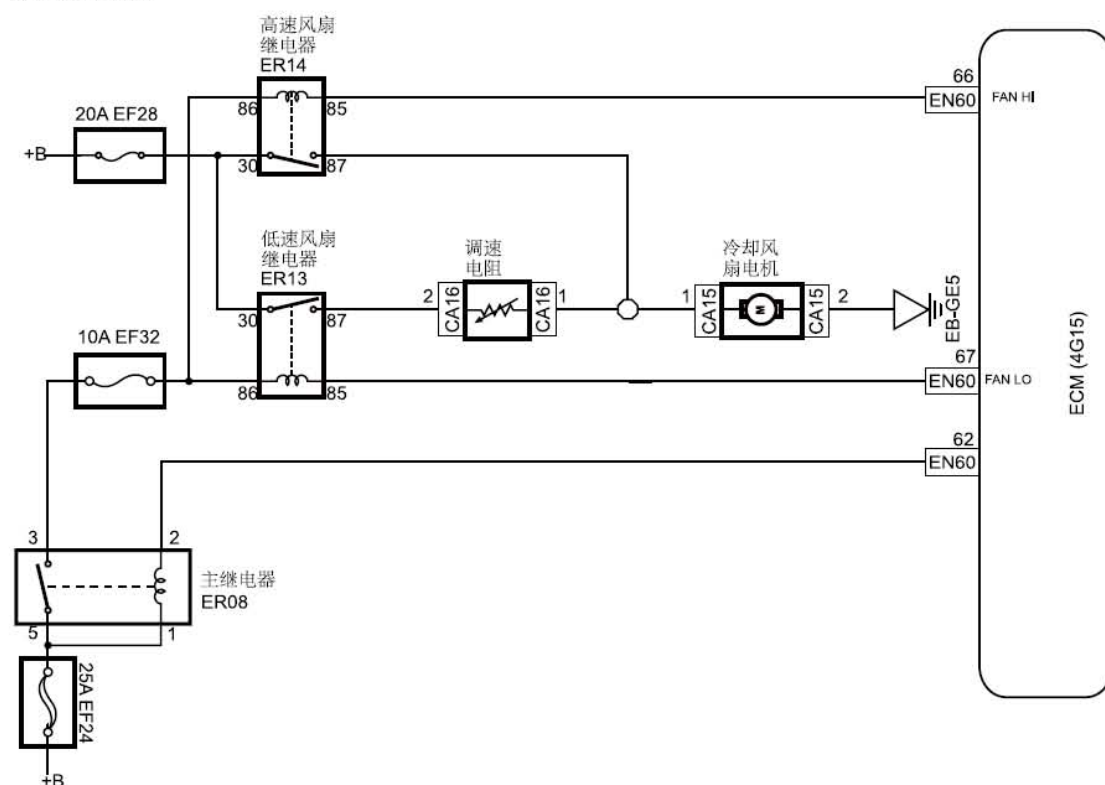 高速风扇
继电器
ER14
86
85
66
EN60
FAN HI
20A EF28
+B
30
87
低速风扇
继电器
ER13
调速
电阻
冷却风
扇电机
30
87
2
CA16
CA16
1
1
CA15
M
CA15
2
EB-GE5
10A EF32
86
85
67
EN60
FAN LO
ECM (4G15)
62
EN60
3
2
主继电器
ER08
5
1
25A EF24
+B